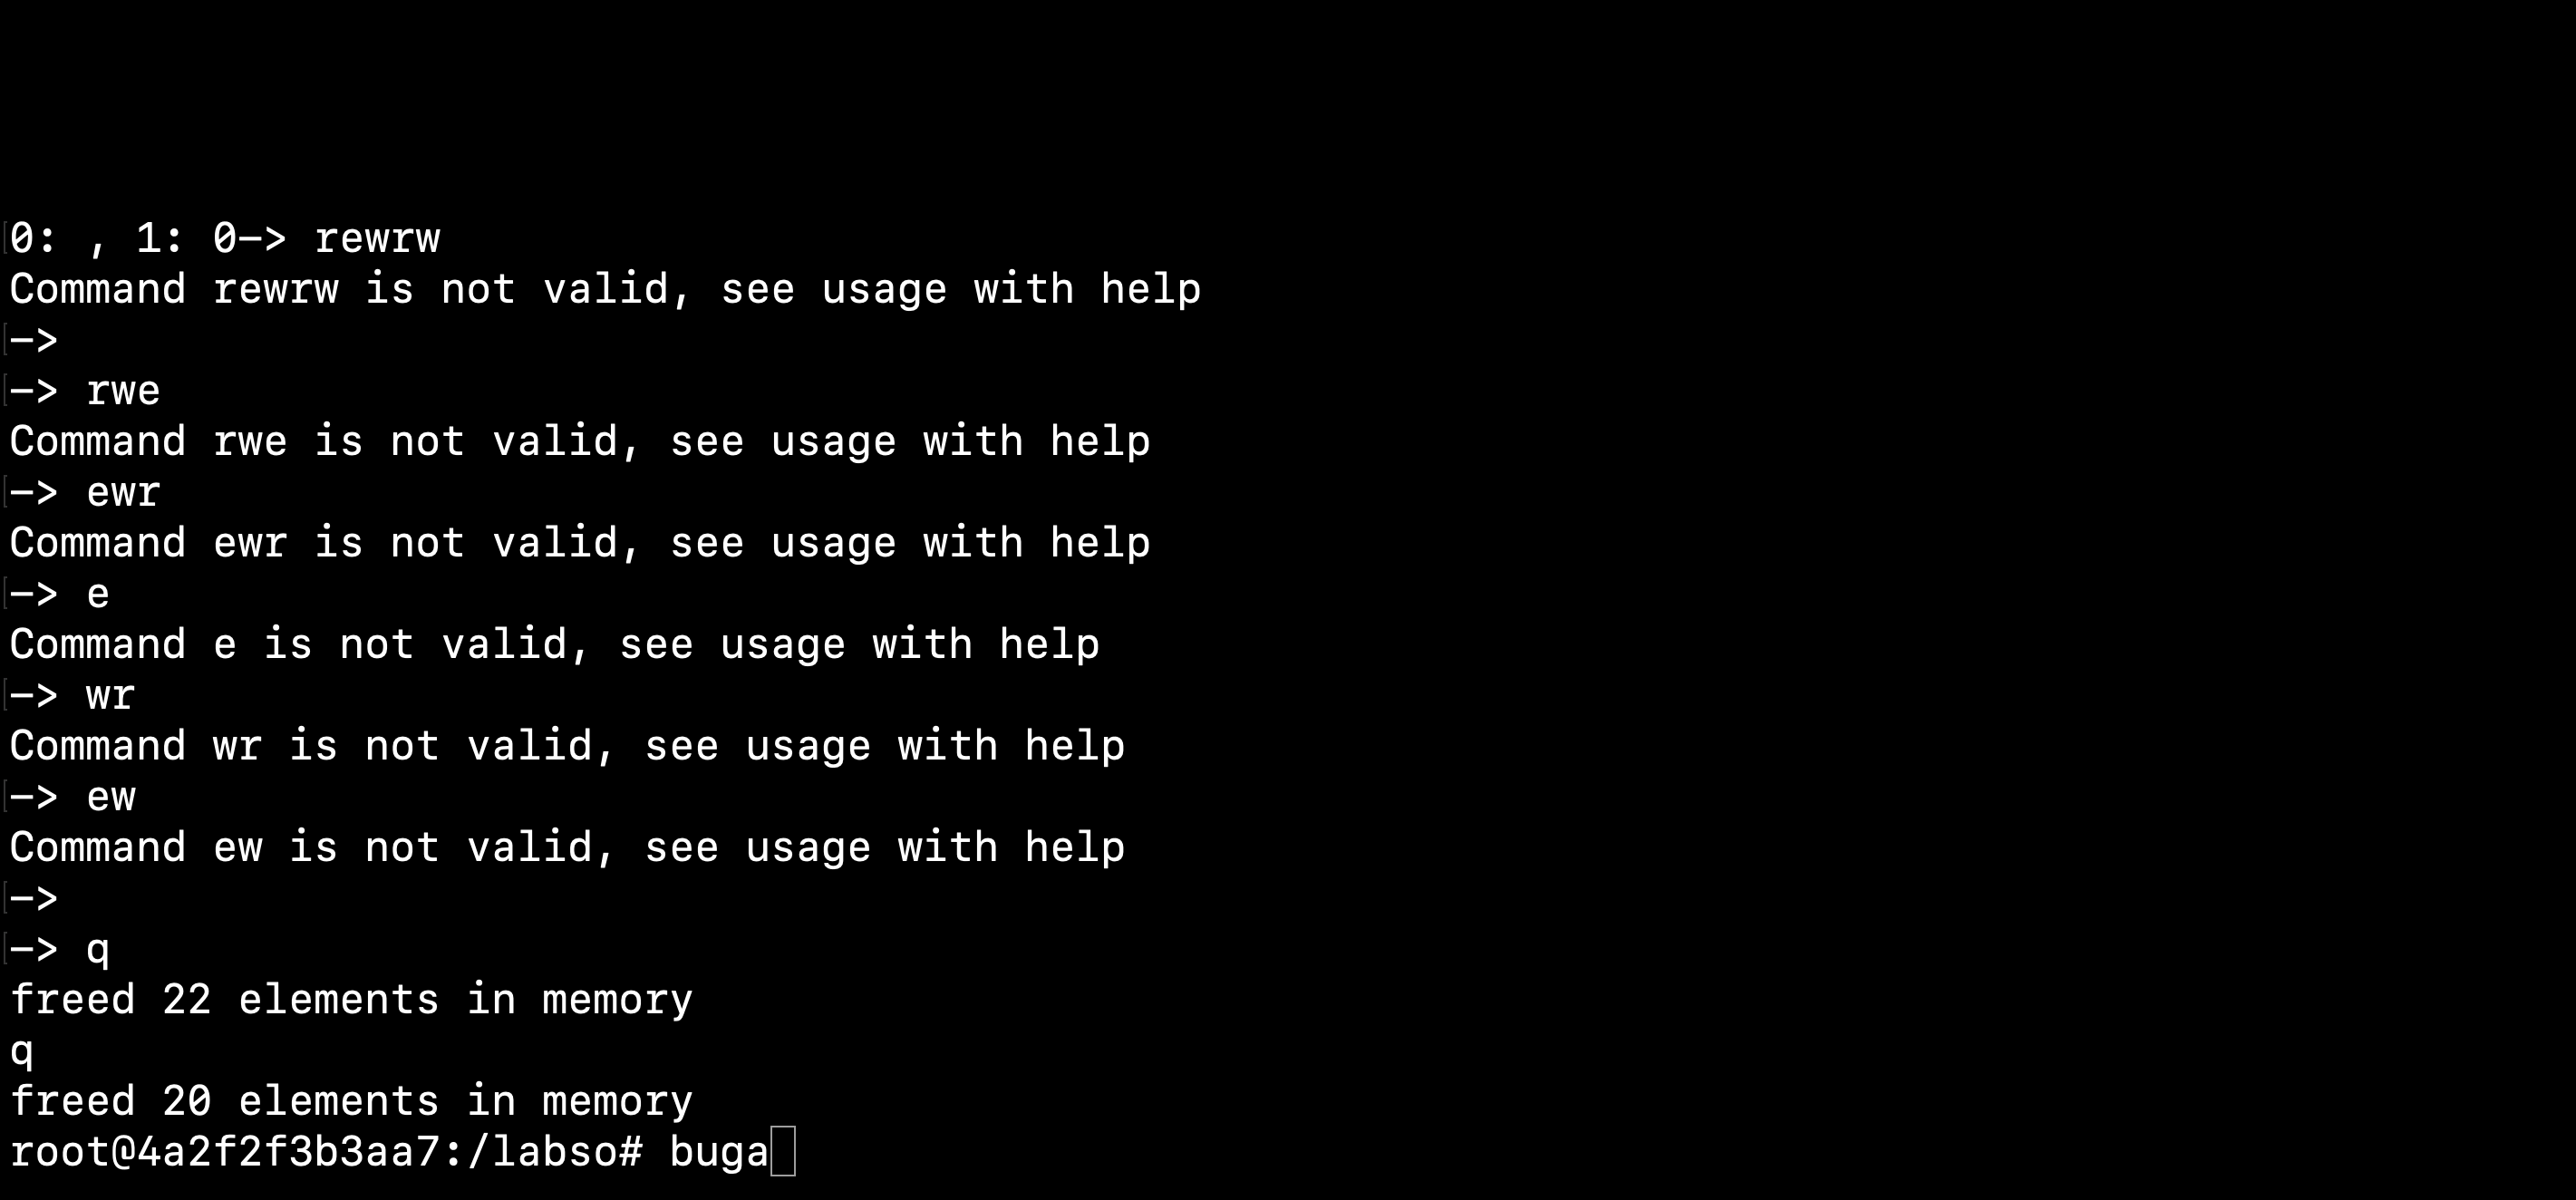 0: , 1: 0-> rewrw
Command rewrw is not valid, see usage with help
->
-> rwe
Command rwe is not valid, see usage with help
-> ewr
Command ewr is not valid, see usage with help
-> e
Command e is not valid, see usage with help
-> wr
Command wr is not valid, see usage with help
-> ew
Command ew is not valid, see usage with help
->
-> q
freed 22 elements in memory
q
freed 20 elements in memory
root@4a2f2f3b3aa7:/labso# buga